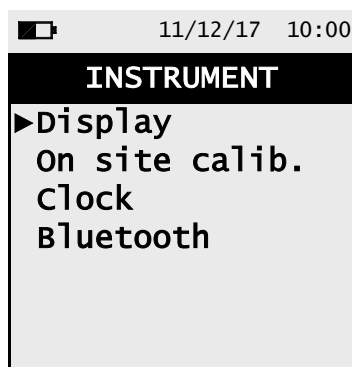 11/12/17 10:00
INSTRUMENT
▶Display
On site calib.
Clock
Bluetooth